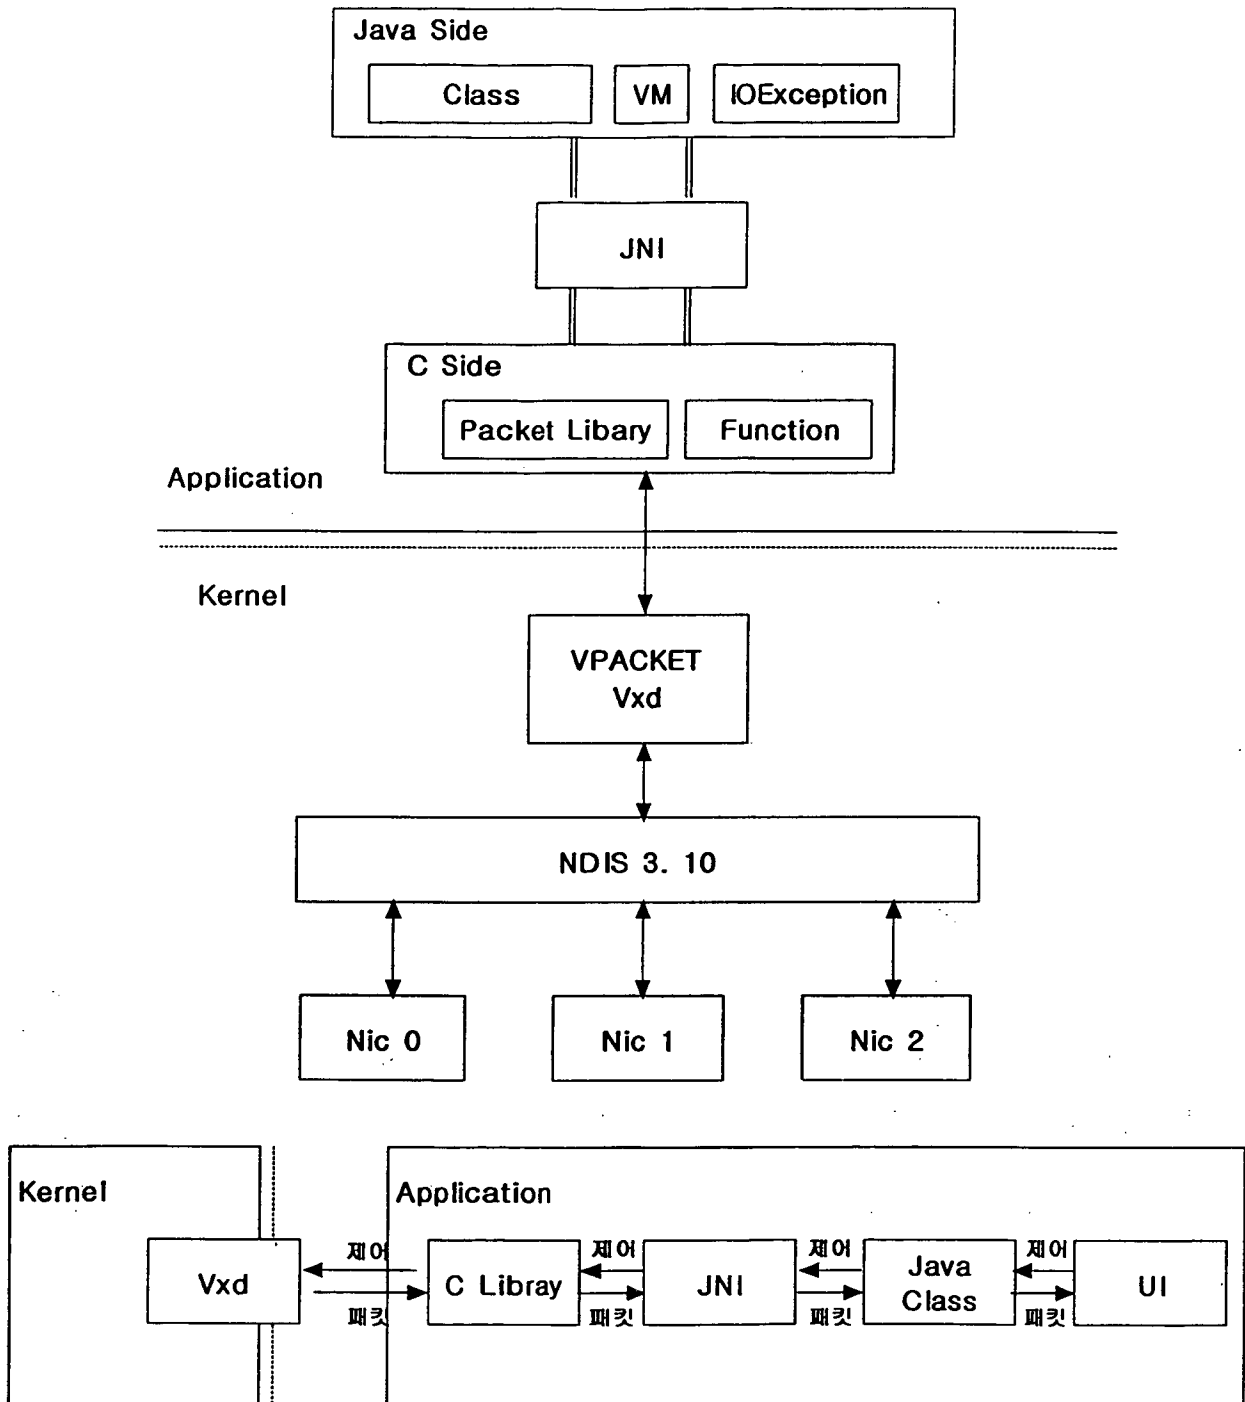 Java Side
Class VM IOException
JNI
C Side
Packet Libary Function
Application
Kernel
VPACKET
Vxd
NDIS 3. 10
Nic 0 Nic 1 Nic 2
Kernel Application
제어 제어 제어 제어
Vxd C Libray JNI Java Class UI
패킷 패킷 패킷 패킷